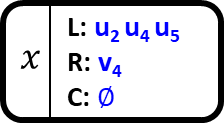 x
L: u₂ u₄ u₅
R: v₄
C: ∅